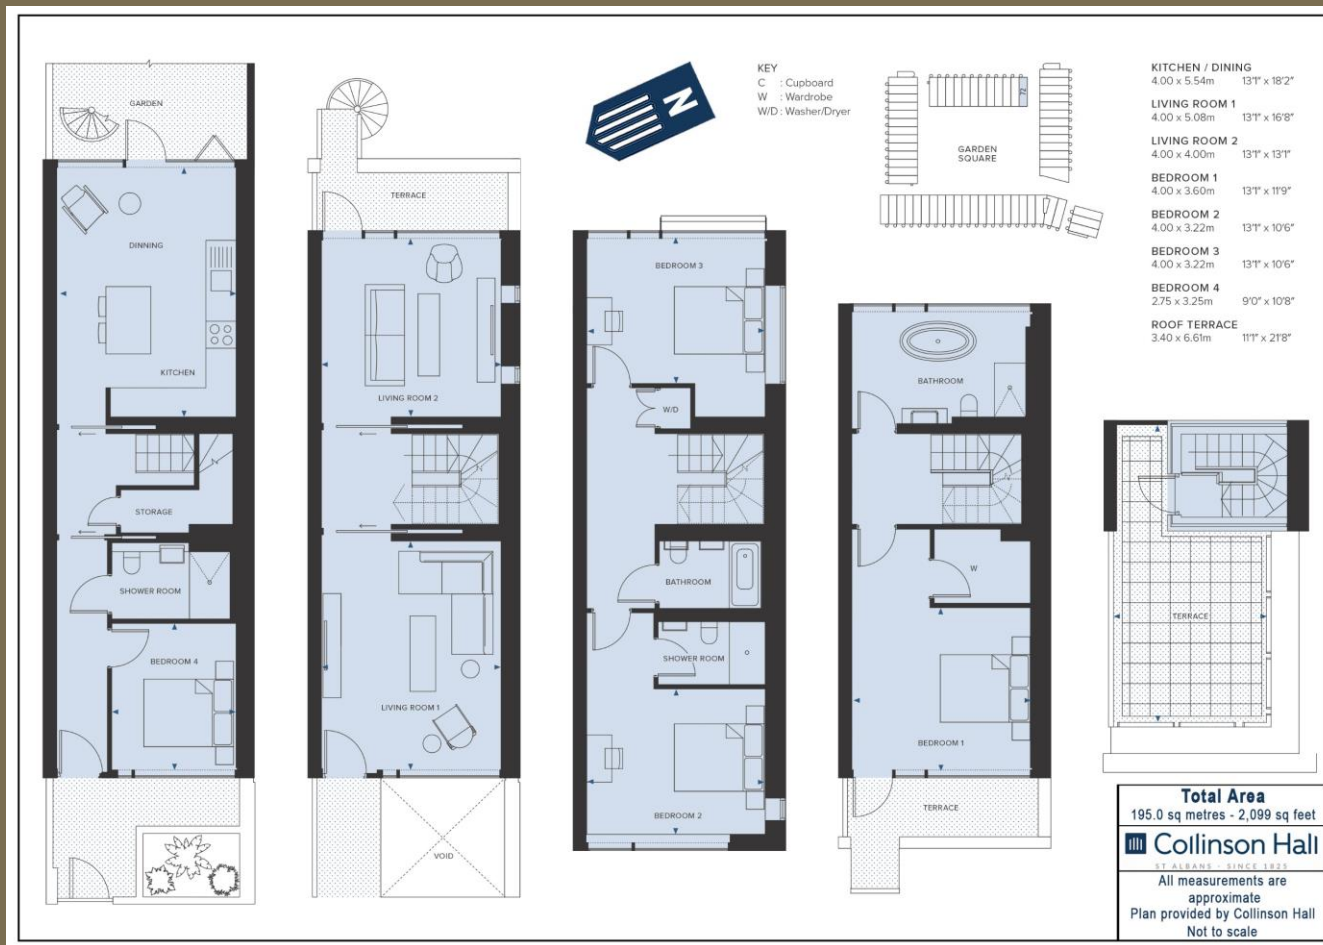 KEY
C : Cupboard
W : Wardrobe
W/D : Washer/Dryer
N
72
GARDEN
SQUARE
KITCHEN / DINING
4.00 x 5.54m 13'1" x 18'2"
LIVING ROOM 1
4.00 x 5.08m 13'1" x 16'8"
LIVING ROOM 2
4.00 x 4.00m 13'1" x 13'1"
BEDROOM 1
4.00 x 3.60m 13'1" x 11'9"
BEDROOM 2
4.00 x 3.22m 13'1" x 10'6"
BEDROOM 3
4.00 x 3.22m 13'1" x 10'6"
BEDROOM 4
2.75 x 3.25m 9'0" x 10'8"
ROOF TERRACE
3.40 x 6.61m 11'1" x 21'8"
GARDEN
DINNING
KITCHEN
STORAGE
SHOWER ROOM
BEDROOM 4
TERRACE
LIVING ROOM 2
LIVING ROOM 1
VOID
BEDROOM 3
W/D
BATHROOM
SHOWER ROOM
BEDROOM 2
BATHROOM
W
BEDROOM 1
TERRACE
TERRACE
Total Area
195.0 sq metres - 2,099 sq feet
Collinson Hall
ST ALBANS - SINCE 1825
All measurements are
approximate
Plan provided by Collinson Hall
Not to scale